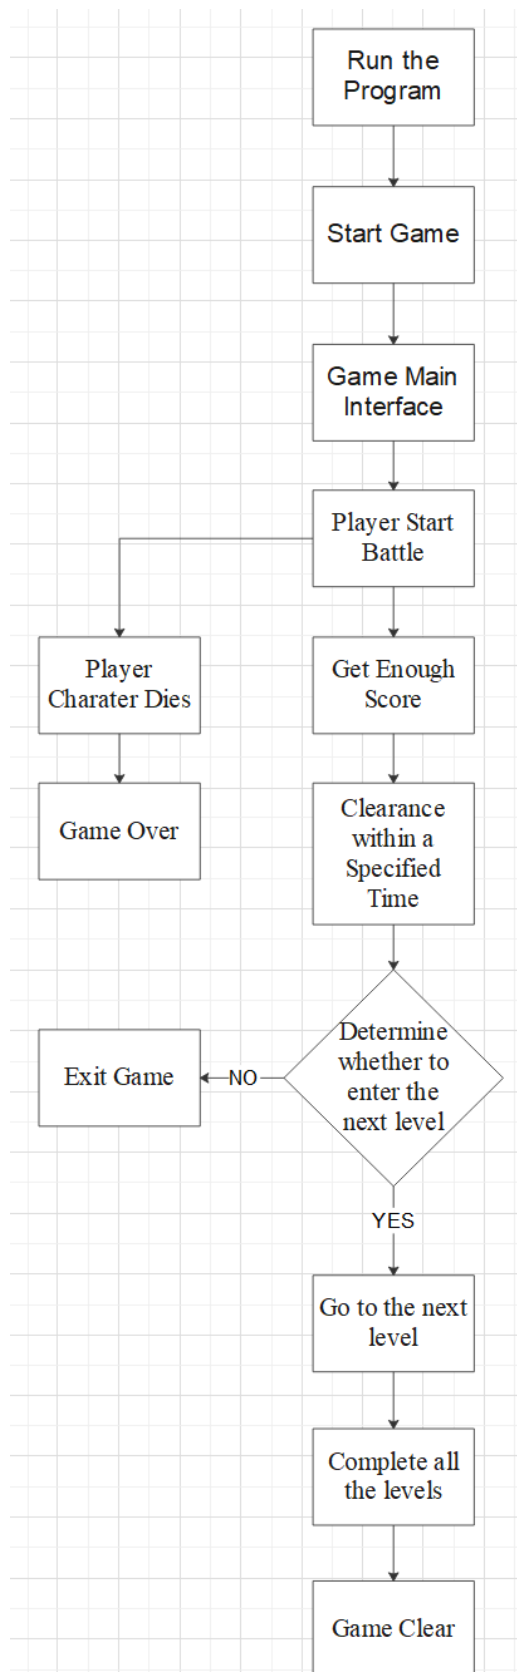 Run the
Program
Start Game
Game Main
Interface
Player Start
Battle
Player
Charater Dies
Get Enough
Score
Game Over
Clearance
within a
Specified
Time
Determine
whether to
enter the
next level
Exit Game
NO
YES
Go to the next
level
Complete all
the levels
Game Clear